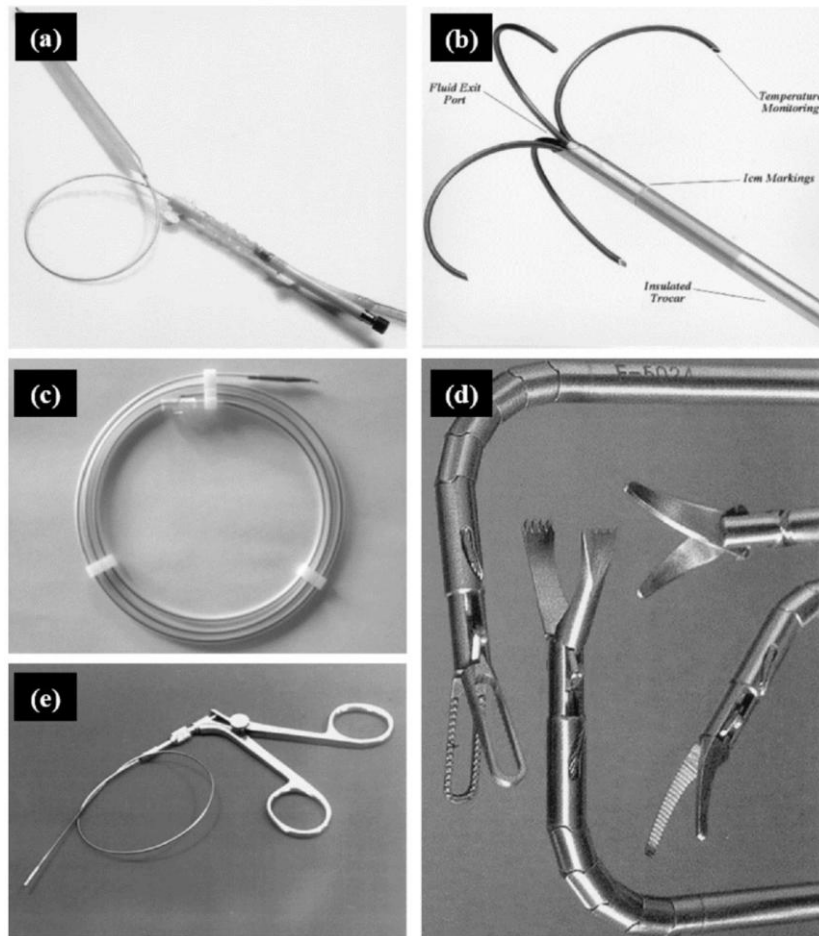 (a)
(b)
Fluid Exit
Port
Temperature
Monitoring
1cm Markings
Insulated
Trocar
(c)
(d)
(e)